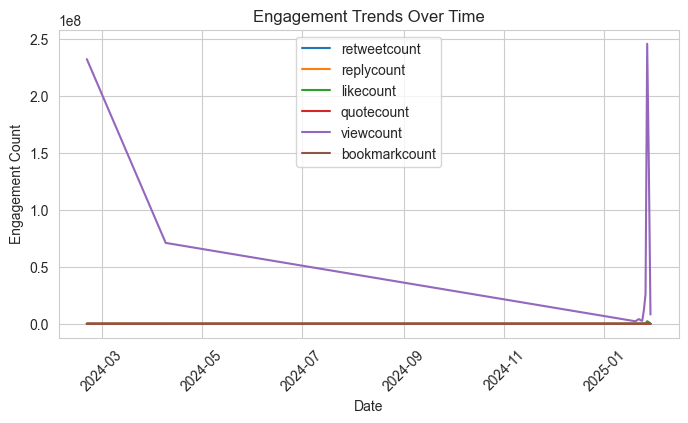 Engagement Trends Over Time
1e8
2.5
2.0
1.5
1.0
0.5
0.0
Engagement Count
retweetcount
replycount
likecount
quotecount
viewcount
bookmarkcount
2024-03
2024-05
2024-07
2024-09
2024-11
2025-01
Date